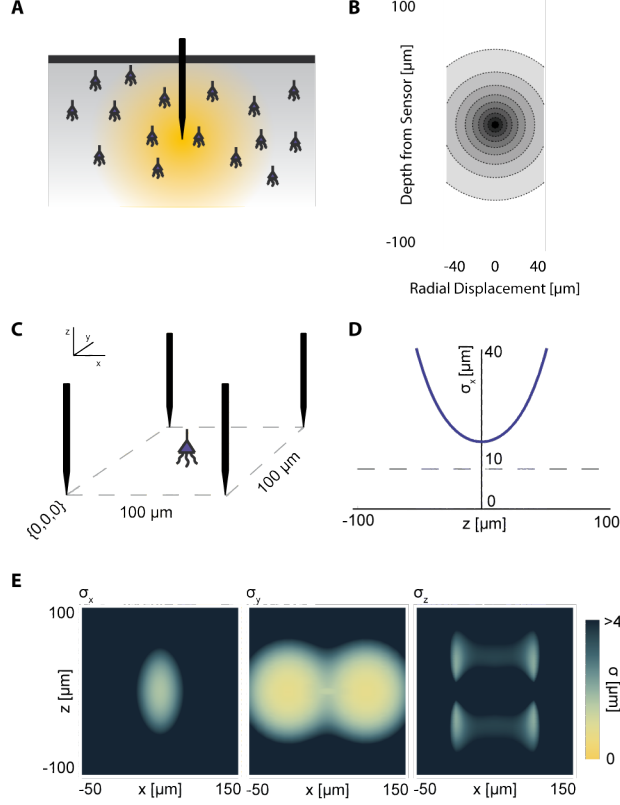 A
B
100
Depth from Sensor [µm]
-100
-40 0 40
Radial Displacement [µm]
C
z
y
x
{0,0,0}
100 µm
100 µm
D
40
σx [µm]
10
0
-100
z [µm]
100
E
σx
σy
σz
100
z [µm]
-100
-50 x [µm] 150
-50 x [µm] 150
-50 x [µm] 150
>4
σ [µm]
0